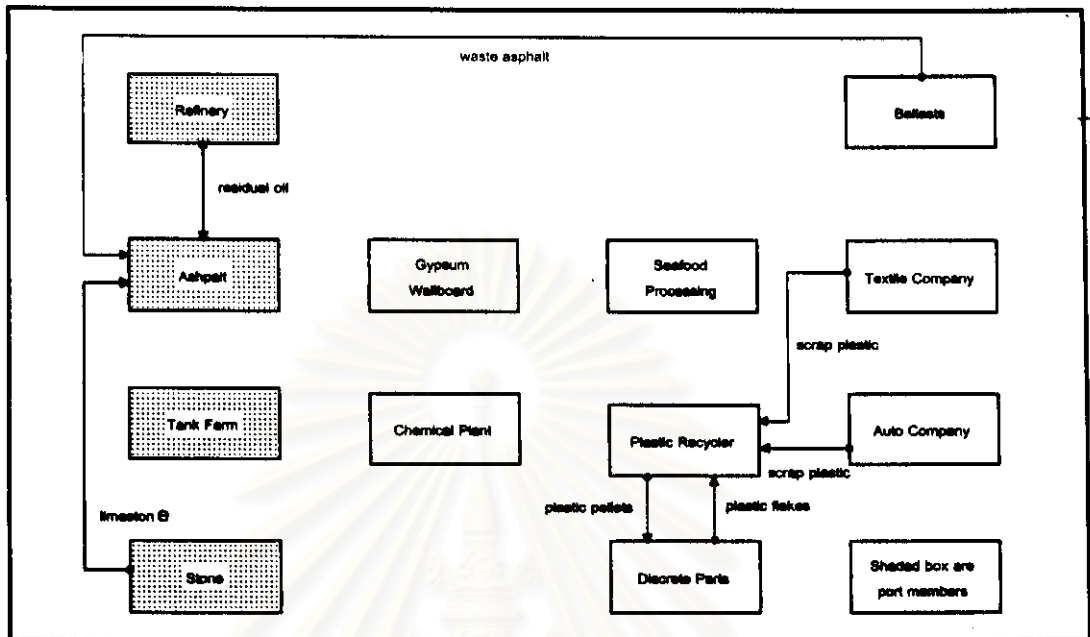 waste asphalt
Refinery
Ballasts
residual oil
Ashpalt
Gypsum
Wallboard
Seafood
Processing
Textile Company
scrap plastic
Tank Farm
Chemical Plant
Plastic Recycler
Auto Company
scrap plastic
plastic pellets
plastic flakes
limeston e
Stone
Discrete Parts
Shaded box are
port members